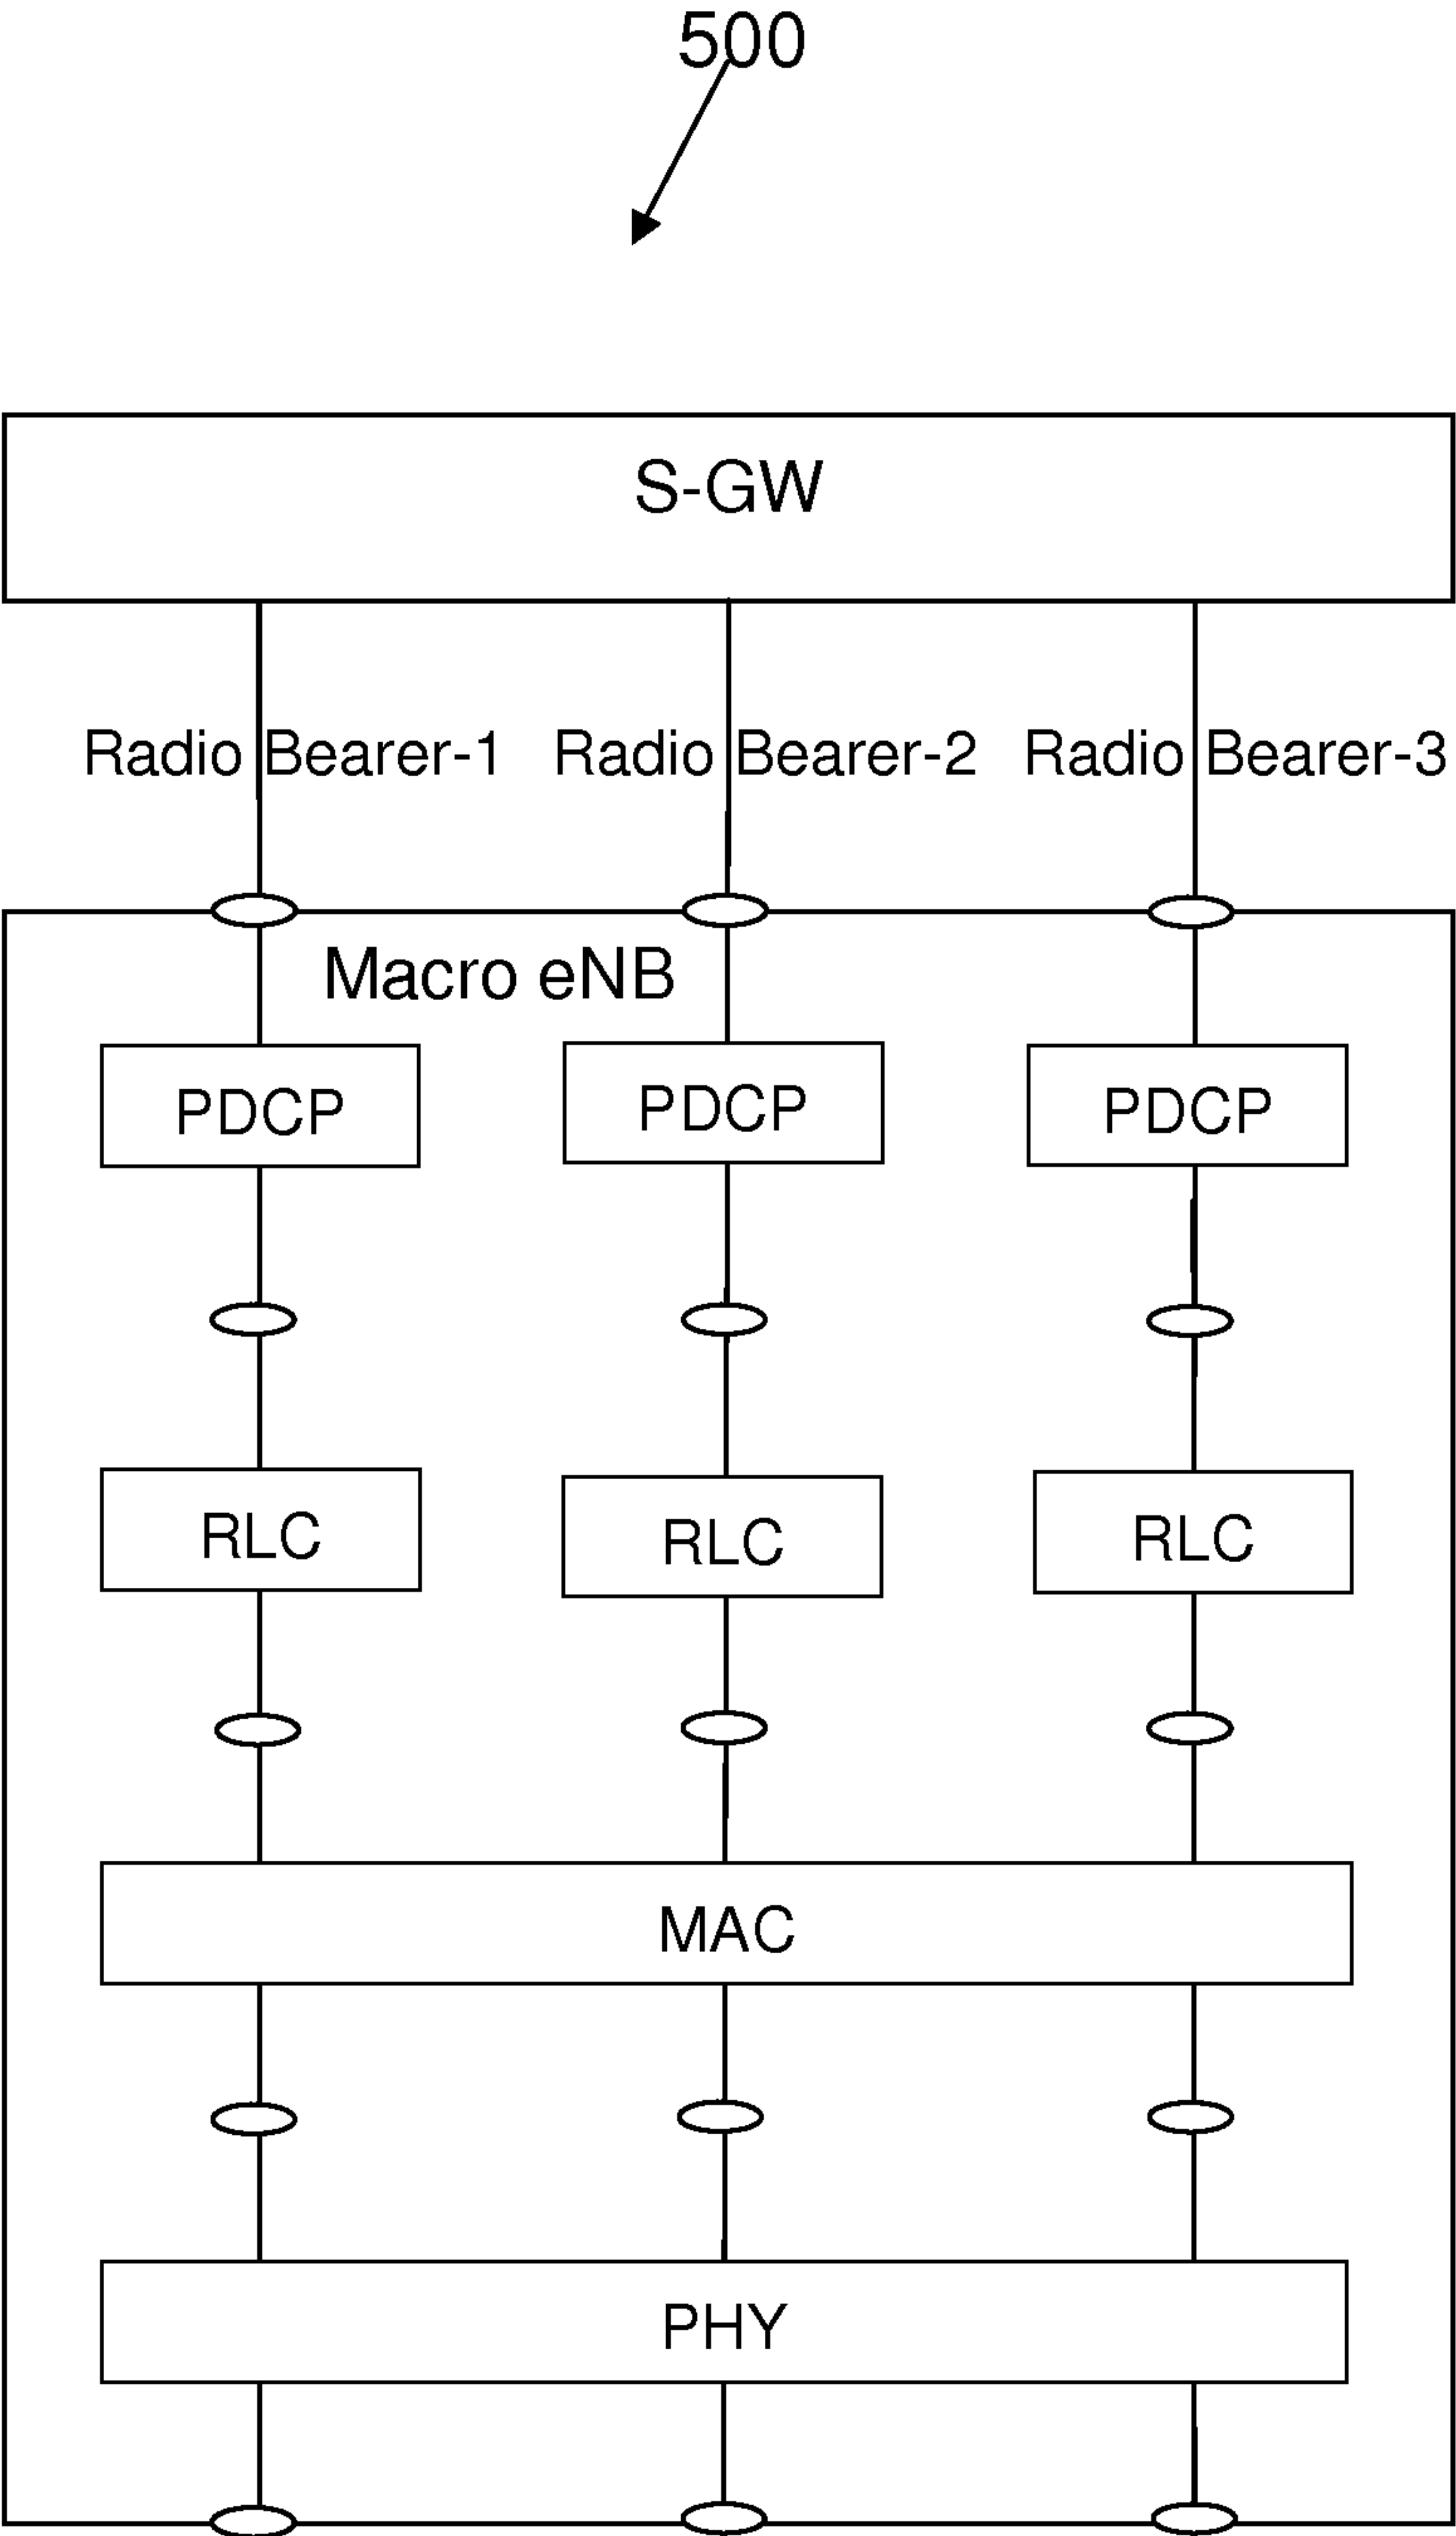 500
S-GW
Radio Bearer-1 Radio Bearer-2 Radio Bearer-3
Macro eNB
PDCP PDCP PDCP
RLC RLC RLC
MAC
PHY